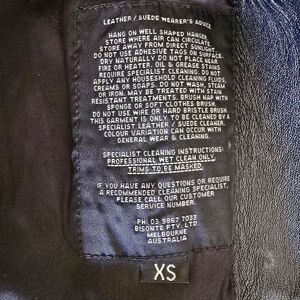 LEATHER / SUEDE WEARER'S ADVICE
HANG ON WELL SHAPED HANGER.
STORE WHERE AIR CAN CIRCULATE.
STORE AWAY FROM DIRECT SUNLIGHT.
DO NOT USE ADHESIVE TAGS ON SURFACE.
DRY NATURALLY DO NOT PLACE NEAR
FIRE OR HEATER. OIL & GREASE STAINS
REQUIRE SPECIALIST CLEANING. DO NOT
APPLY ANY HOUSEHOLD CLEANING FLUIDS,
CREAMS OR SOAPS. DO NOT WASH, STEAM
OR IRON. MAY BE TREATED WITH STAIN
RESISTANT TREATMENTS. BRUSH NAP WITH
SPONGE OR SOFT CLOTHES BRUSH.
DO NOT USE WIRE OR HARD BRISTLE BRUSH.
THIS GARMENT IS ONLY TO BE CLEANED BY A
SPECIALIST LEATHER / SUEDE CLEANER.
COLOUR VARIATION CAN OCCUR WITH
GENERAL WEAR & CLEANING.
SPECIALIST CLEANING INSTRUCTIONS:
PROFESSIONAL WET CLEAN ONLY.
TRIMS TO BE MASKED.
IF YOU HAVE ANY QUESTIONS OR REQUIRE
A RECOMMENDED CLEANING SPECIALIST,
PLEASE CALL OUR CUSTOMER
SERVICE NUMBER.
PH: 03 9867 7033
BISONTE PTY LTD.
MELBOURNE
AUSTRALIA
XS